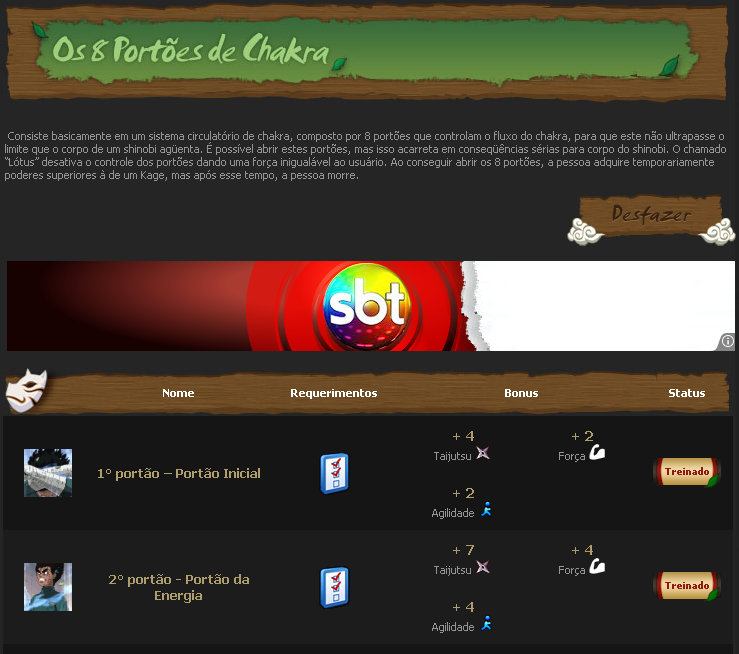 Os 8 Portões de Chakra
Consiste basicamente em um sistema circulatório de chakra, composto por 8 portões que controlam o fluxo do chakra, para que este não ultrapasse o
limite que o corpo de um shinobi agüenta. É possível abrir estes portões, mas isso acarreta em conseqüências sérias para corpo do shinobi. O chamado
"Lótus" desativa o controle dos portões dando uma força inigualável ao usuário. Ao conseguir abrir os 8 portões, a pessoa adquire temporariamente
poderes superiores à de um Kage, mas após esse tempo, a pessoa morre.
Desfazer
sbt
Nome Requerimentos Bonus Status
+ 4 + 2
Taijutsu Força
1° portão – Portão Inicial Treinado
+ 2
Agilidade
+ 7 + 4
Taijutsu Força
2° portão - Portão da
Energia
Treinado
+ 4
Agilidade